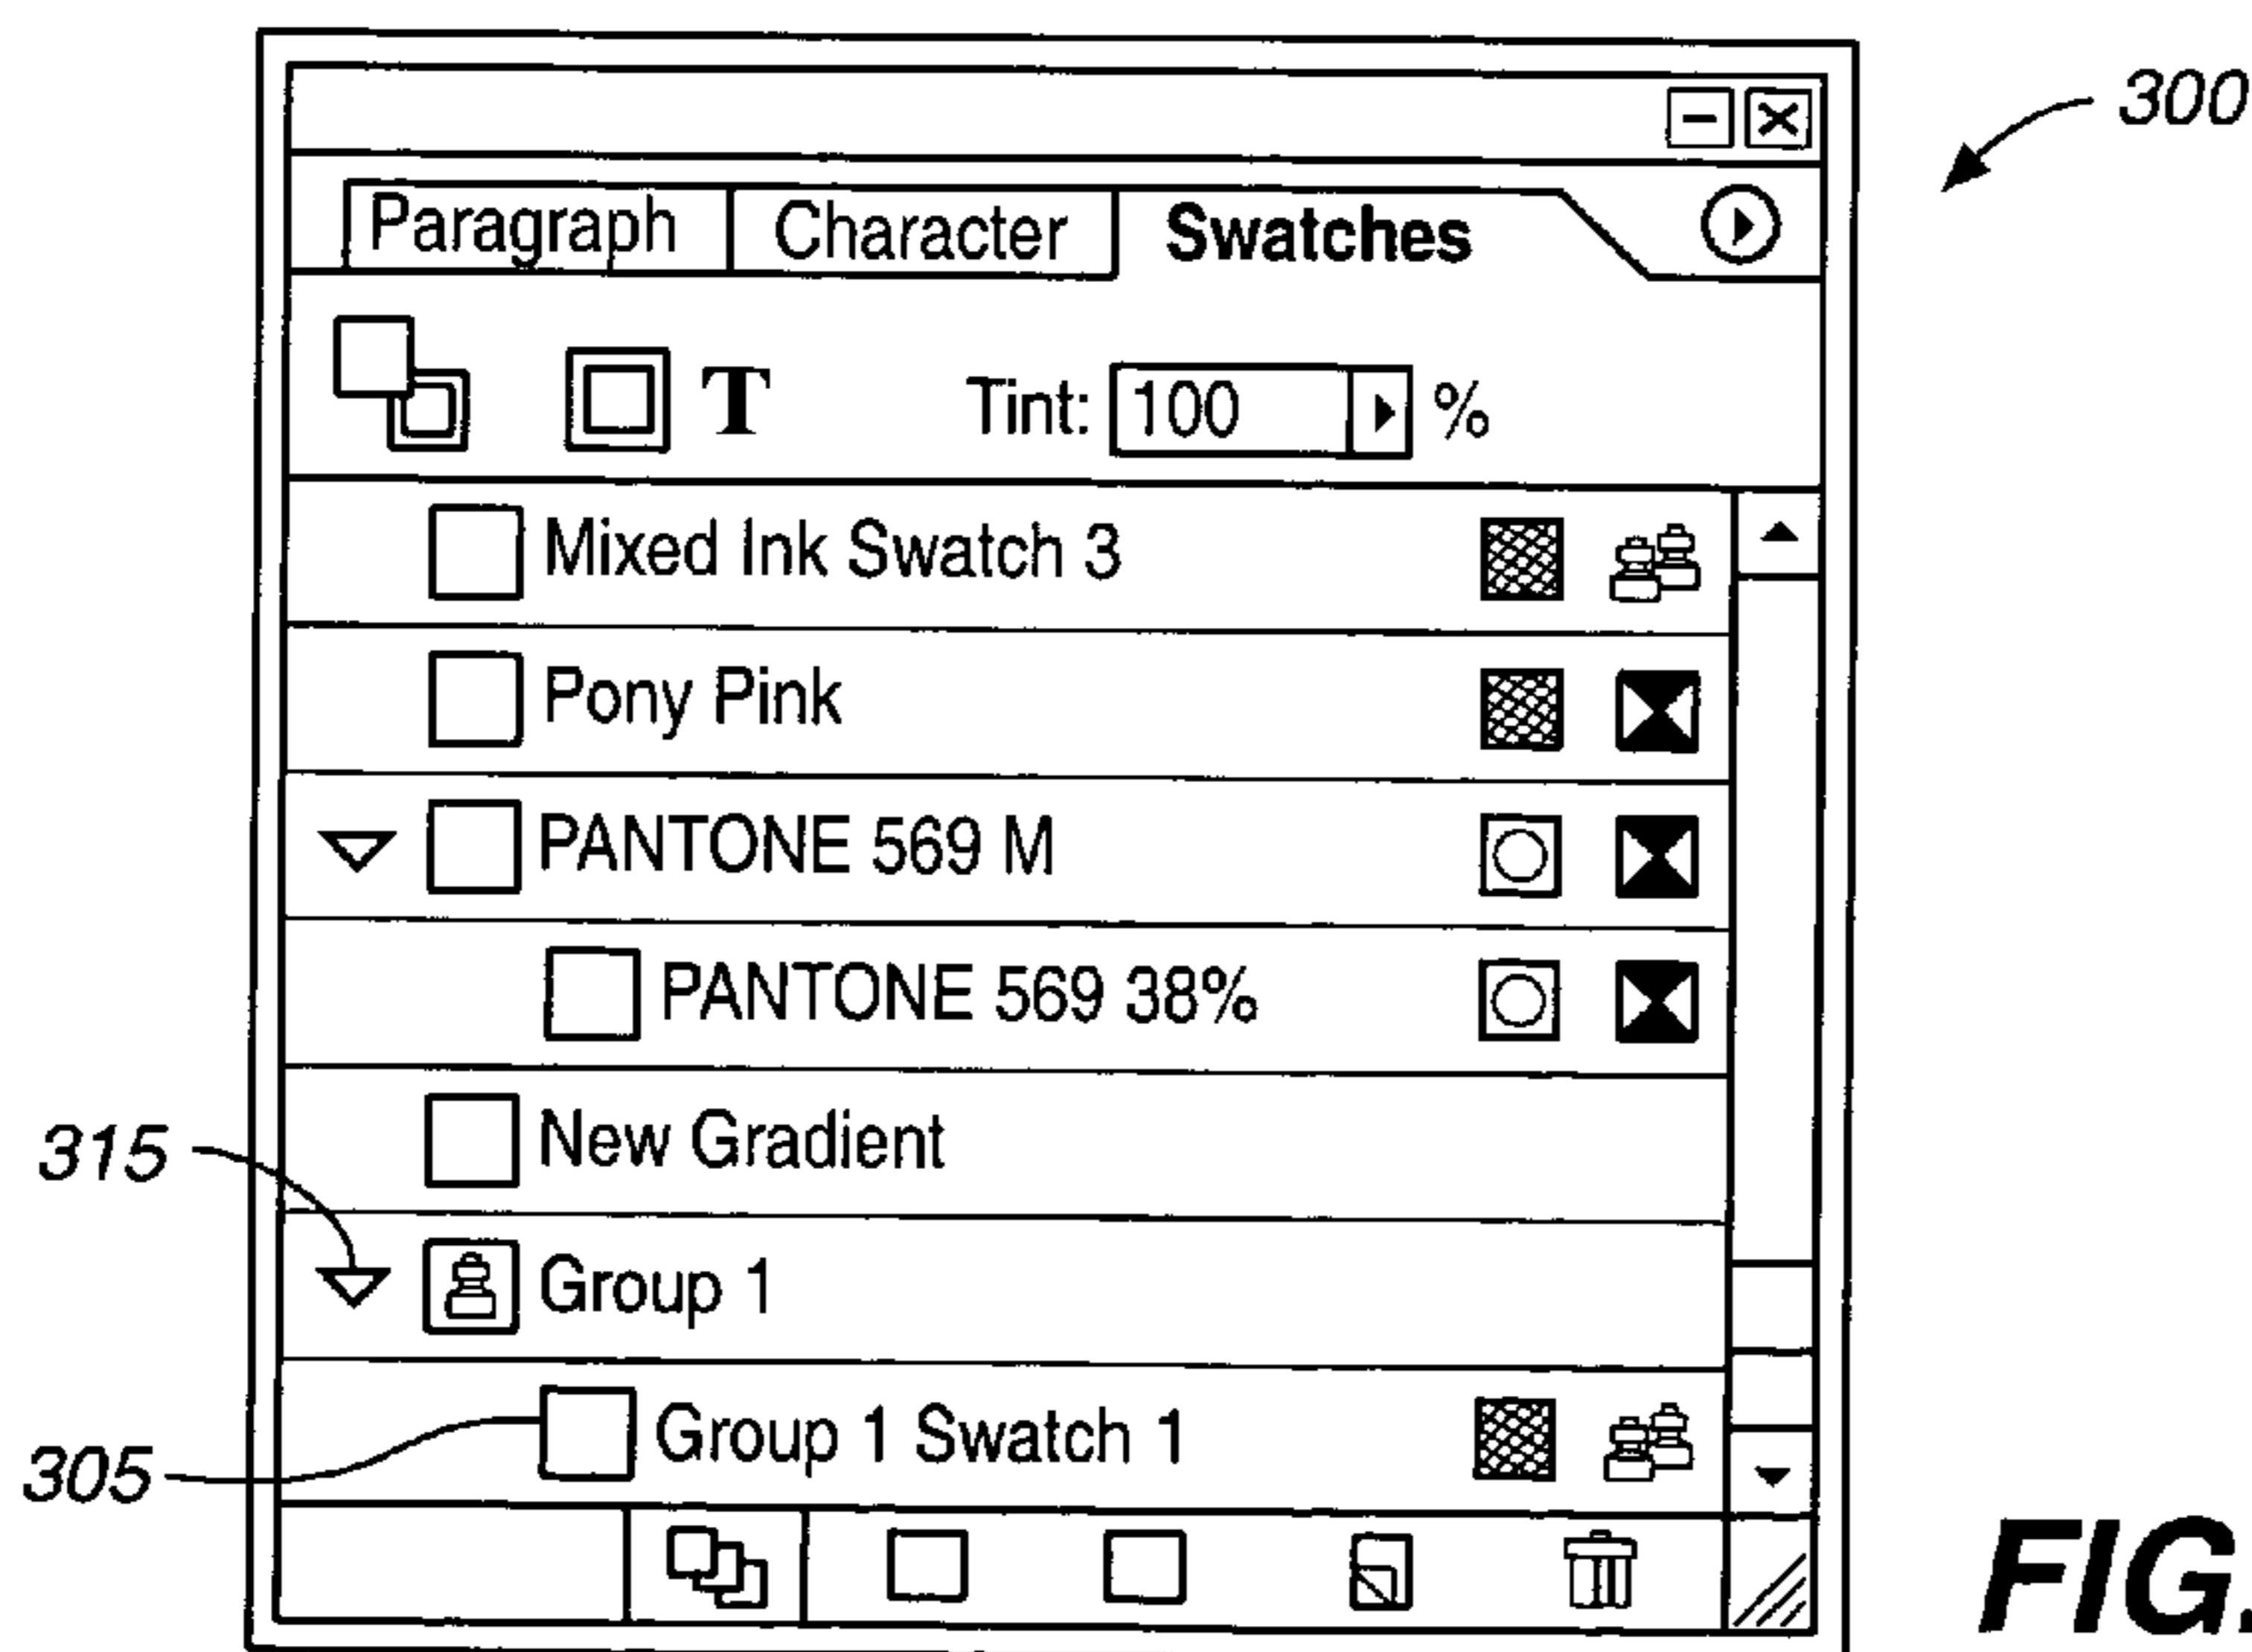 300
Paragraph Character Swatches
T Tint: 100 %
Mixed Ink Swatch 3
Pony Pink
PANTONE 569 M
PANTONE 569 38%
New Gradient
315
Group 1
305 Group 1 Swatch 1
FIG.